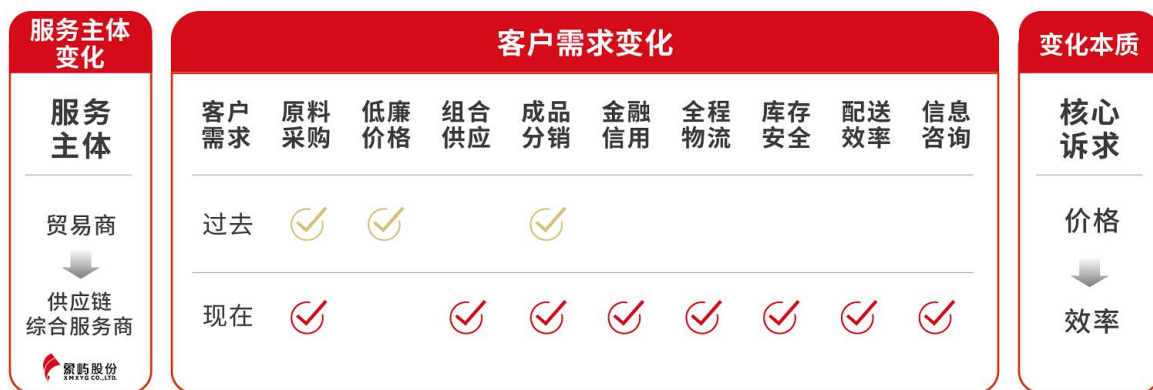 服务主体
变化
服务
主体
贸易商
供应链
综合服务商
象屿股份
XMXYG CO.,LTD.
客户需求变化
客户 原料 低廉 组合 成品 金融 全程 库存 配送 信息
需求 采购 价格 供应 分销 信用 物流 安全 效率 咨询
过去
现在
变化本质
核心
诉求
价格
效率